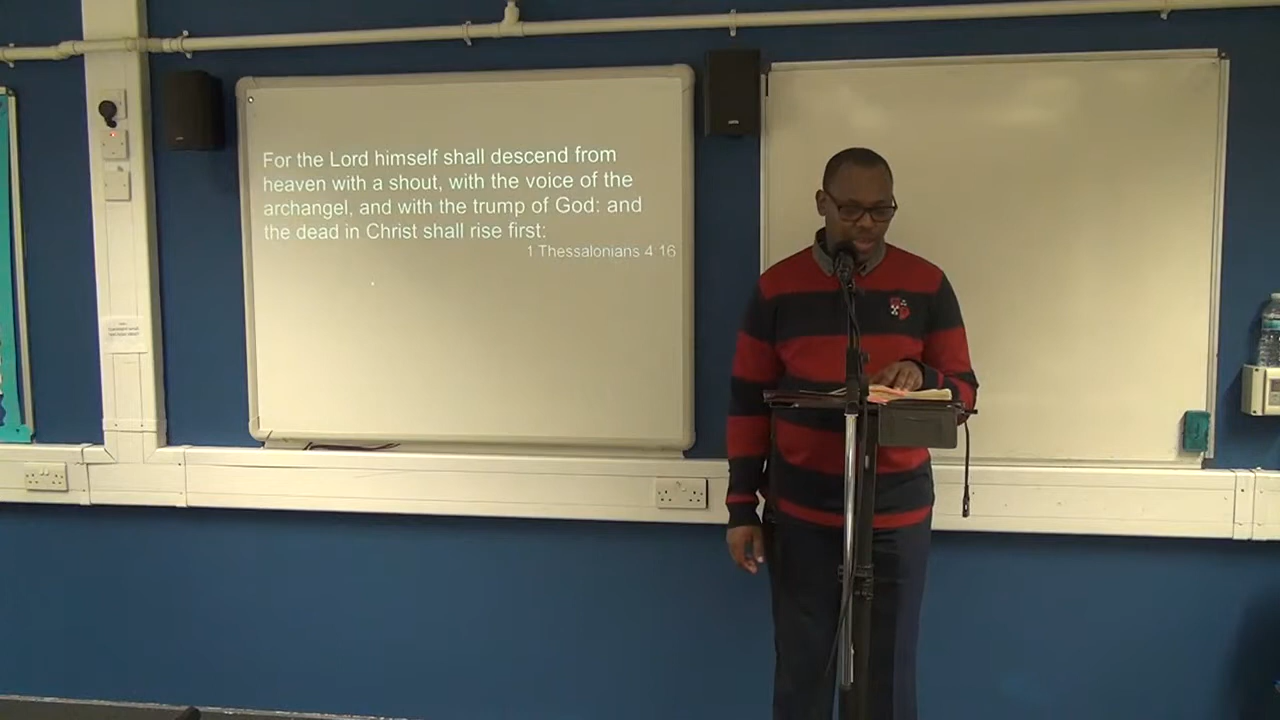 For the Lord himself shall descend from
heaven with a shout, with the voice of the
archangel, and with the trump of God: and
the dead in Christ shall rise first:
1 Thessalonians 4 16